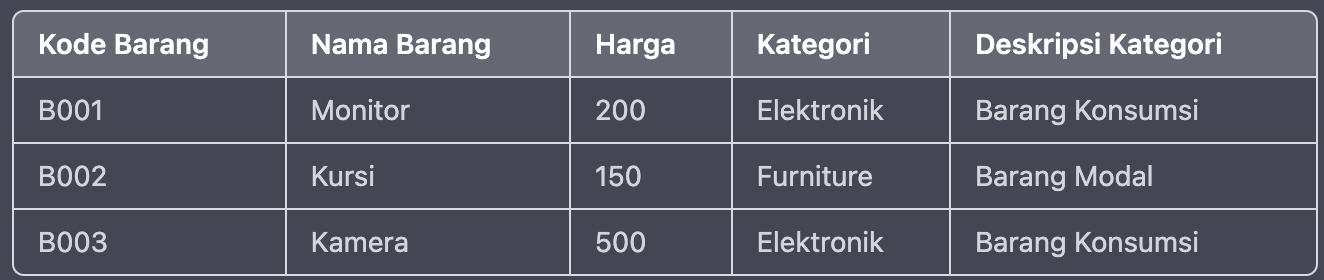 Kode Barang Nama Barang Harga Kategori Deskripsi Kategori
B001 Monitor 200 Elektronik Barang Konsumsi
B002 Kursi 150 Furniture Barang Modal
B003 Kamera 500 Elektronik Barang Konsumsi